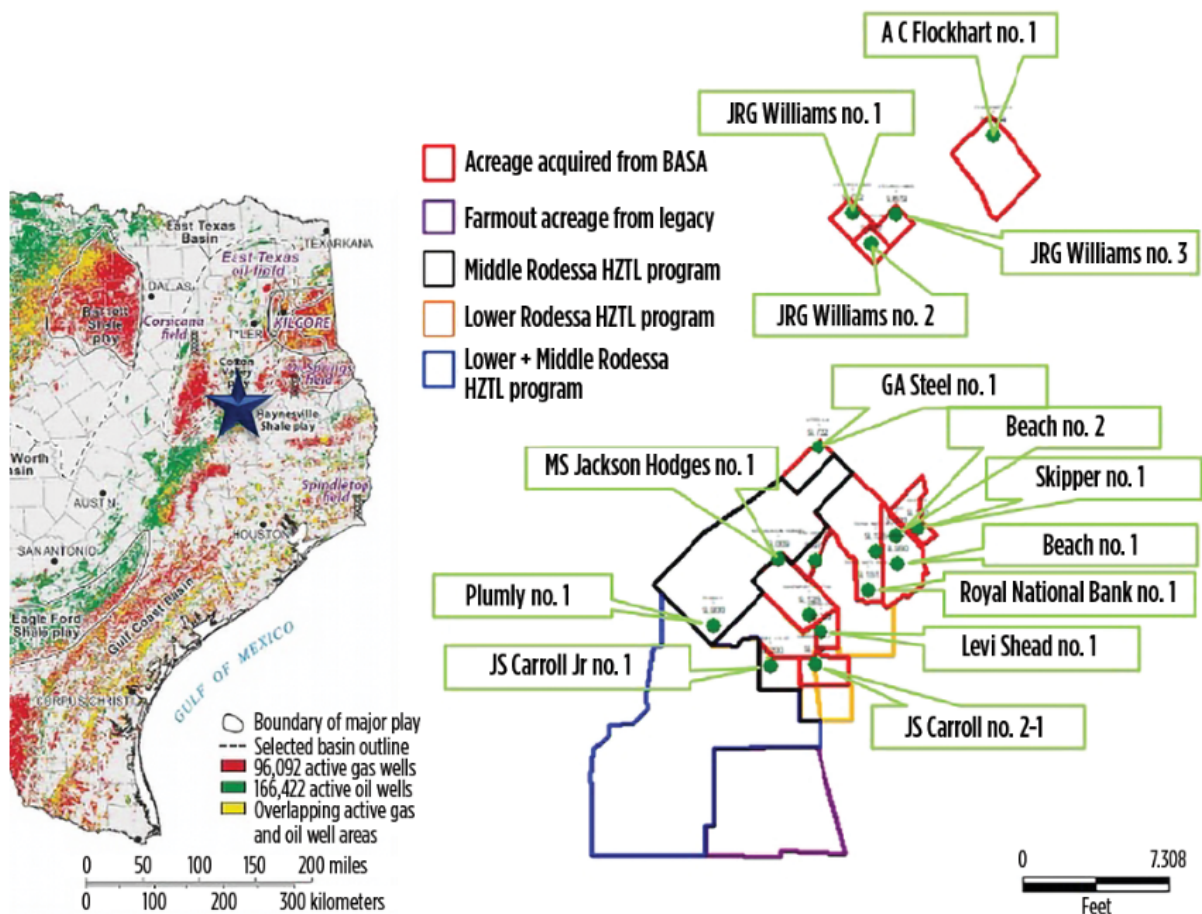 East Texas
Basin
TEXARKANA
East Texas
oil field
DALLAS
Barnett
Shale
play
Corsicana
field
TYLER
KILGORE
Cotton
Valley
Haynesville
Shale play
Worth
AUSTIN
Spindletop
field
HOUSTON
SAN ANTONIO
Eagle Ford
Shale play
Gulf Coast Basin
GULF OF MEXICO
CORPUS CHRISTI
Boundary of major play
Selected basin outline
96,092 active gas wells
166,422 active oil wells
Overlapping active gas
and oil well areas
0 50 100 150 200 miles
0 100 200 300 kilometers
Acreage acquired from BASA
Farmout acreage from legacy
Middle Rodessa HZTL program
Lower Rodessa HZTL program
Lower + Middle Rodessa
HZTL program
A C Flockhart no. 1
JRG Williams no. 1
JRG Williams no. 3
JRG Williams no. 2
GA Steel no. 1
Beach no. 2
MS Jackson Hodges no. 1
Skipper no. 1
Beach no. 1
Plumly no. 1
Royal National Bank no. 1
Levi Shead no. 1
JS Carroll Jr no. 1
JS Carroll no. 2-1
0 7.308
Feet